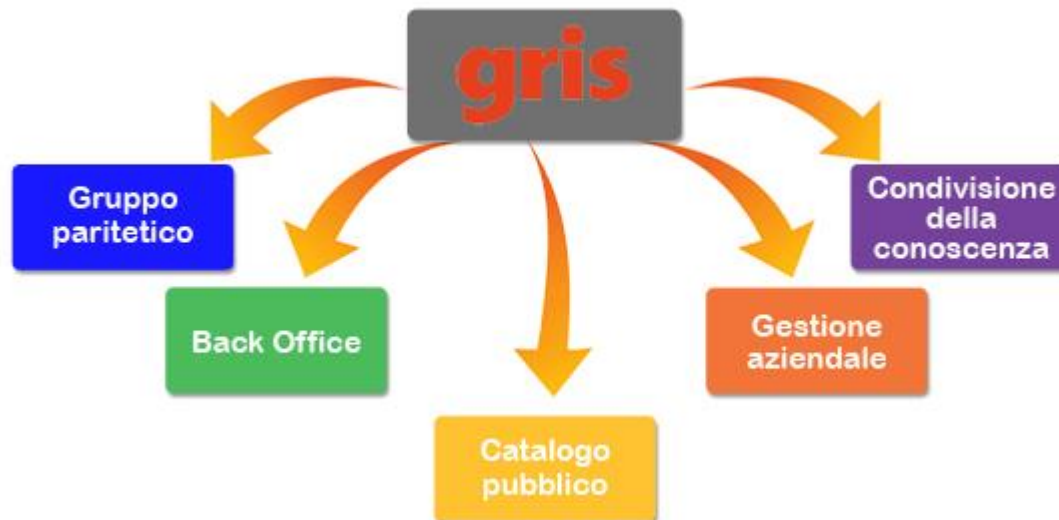 gris
Gruppo
paritetico
Condivisione
della
conoscenza
Back Office
Gestione
aziendale
Catalogo
pubblico